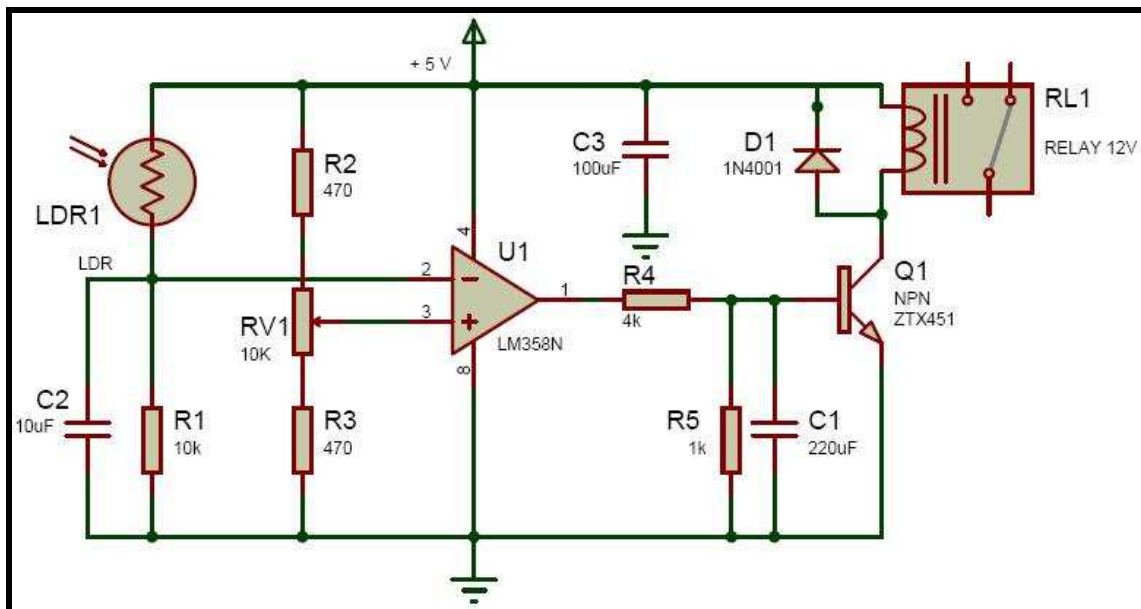 + 5 V
RL1
RELAY 12V
LDR1
LDR
R2
470
C3
100uF
D1
1N4001
4
U1
2
3
1
8
LM358N
RV1
10K
R4
4k
Q1
NPN
ZTX451
C2
10uF
R1
10k
R3
470
R5
1k
C1
220uF